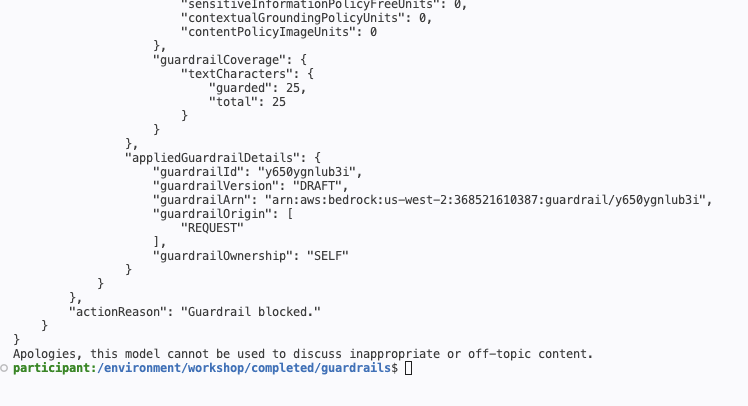 "sensitiveInformationPolicyFreeUnits": 0,
"contextualGroundingPolicyUnits": 0,
"contentPolicyImageUnits": 0
},
"guardrailCoverage": {
"textCharacters": {
"guarded": 25,
"total": 25
}
}
},
"appliedGuardrailDetails": {
"guardrailId": "y650ygnlub3i",
"guardrailVersion": "DRAFT",
"guardrailArn": "arn:aws:bedrock:us-west-2:368521610387:guardrail/y650ygnlub3i",
"guardrailOrigin": [
"REQUEST"
],
"guardrailOwnership": "SELF"
}
}
},
"actionReason": "Guardrail blocked."
}
}
Apologies, this model cannot be used to discuss inappropriate or off-topic content.
participant:/environment/workshop/completed/guardrails$